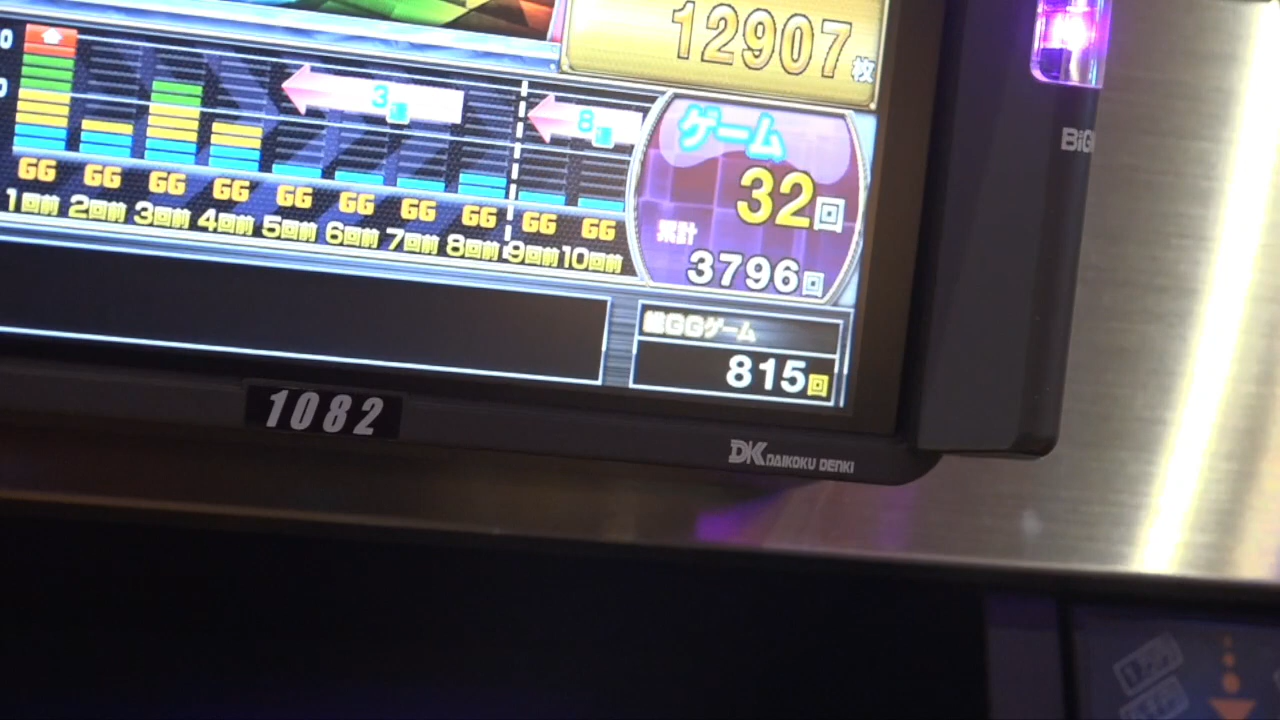 12907枚
3
8
ゲーム
32回
累計
3796回
GG GG GG GG GG GG GG GG GG GG
1回前 2回前 3回前 4回前 5回前 6回前 7回前 8回前 9回前 10回前
総GGゲーム
815回
1082
DK DAIKOKU DENKI
BiG